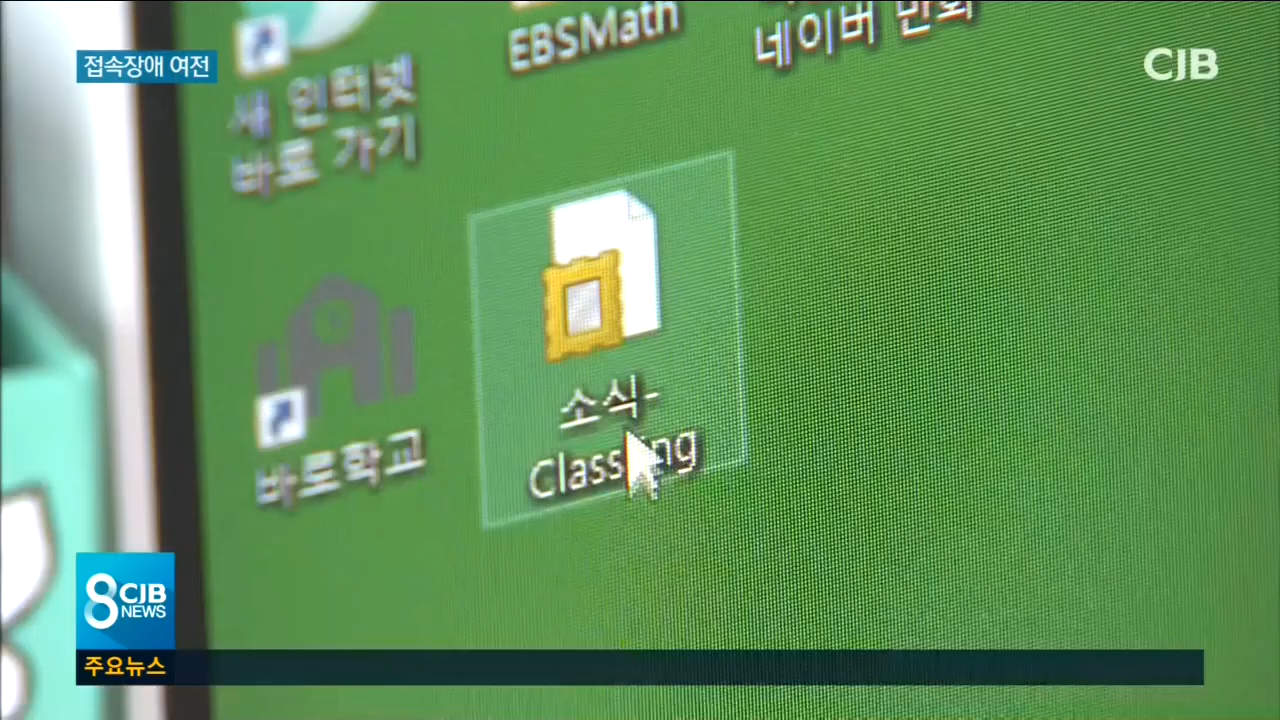 접속장애 여전
CJB
EBSMath
네이버 만화
새 인터넷
바로 가기
소식-
바로학교
8 CJB
NEWS
주요뉴스